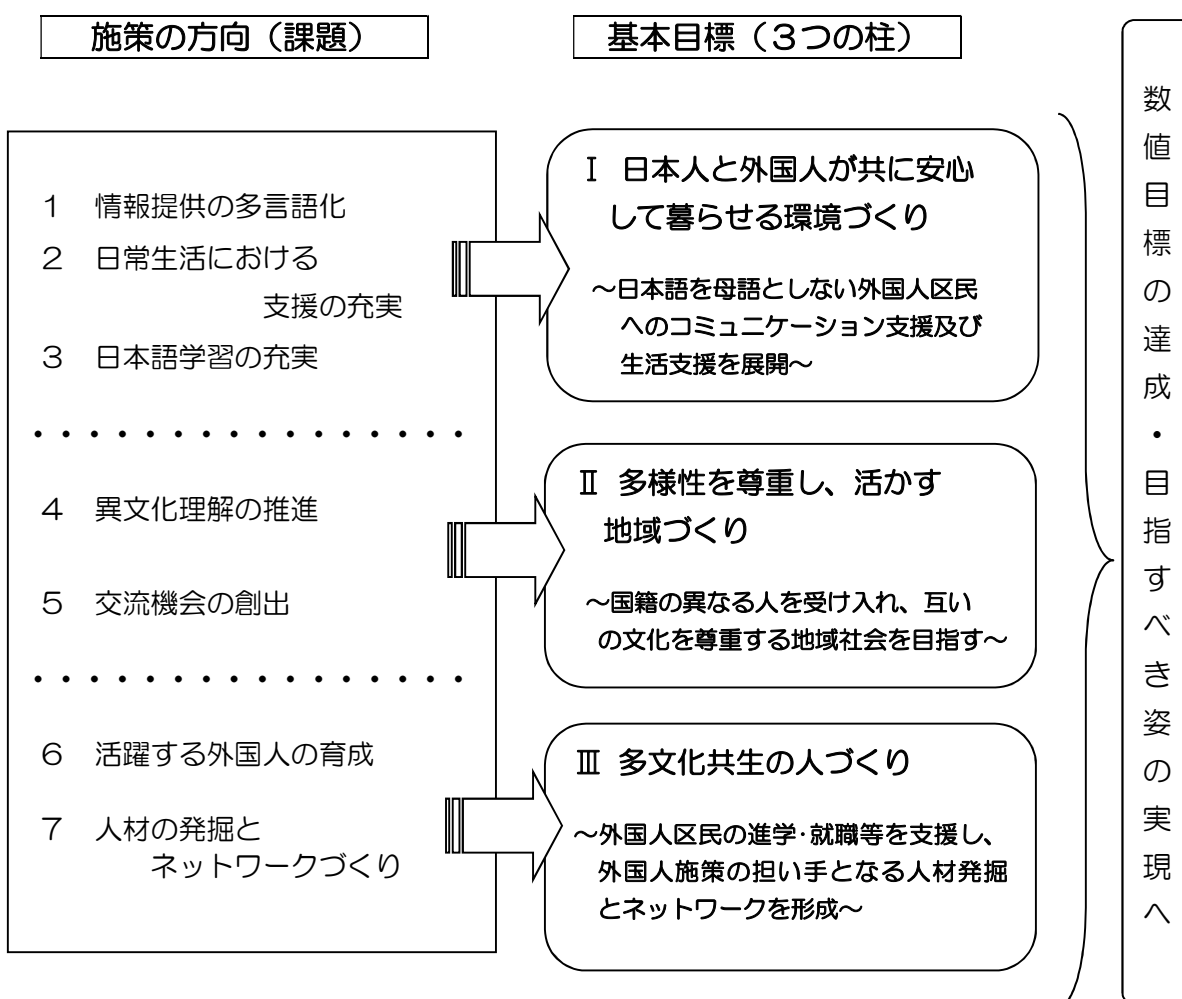 施策の方向（課題）
基本目標（３つの柱）
１　情報提供の多言語化
２　日常生活における
支援の充実
３　日本語学習の充実
・・・・・・・・・・・・・・・・
４　異文化理解の推進
５　交流機会の創出
・・・・・・・・・・・・・・・・
６　活躍する外国人の育成
７　人材の発掘と
ネットワークづくり
Ⅰ　日本人と外国人が共に安心
して暮らせる環境づくり
～日本語を母語としない外国人区民
へのコミュニケーション支援及び
生活支援を展開～
Ⅱ　多様性を尊重し、活かす
地域づくり
～国籍の異なる人を受け入れ、互い
の文化を尊重する地域社会を目指す～
Ⅲ　多文化共生の人づくり
～外国人区民の進学･就職等を支援し、
外国人施策の担い手となる人材発掘
とネットワークを形成～
数値目標の達成・目指すべき姿の実現へ